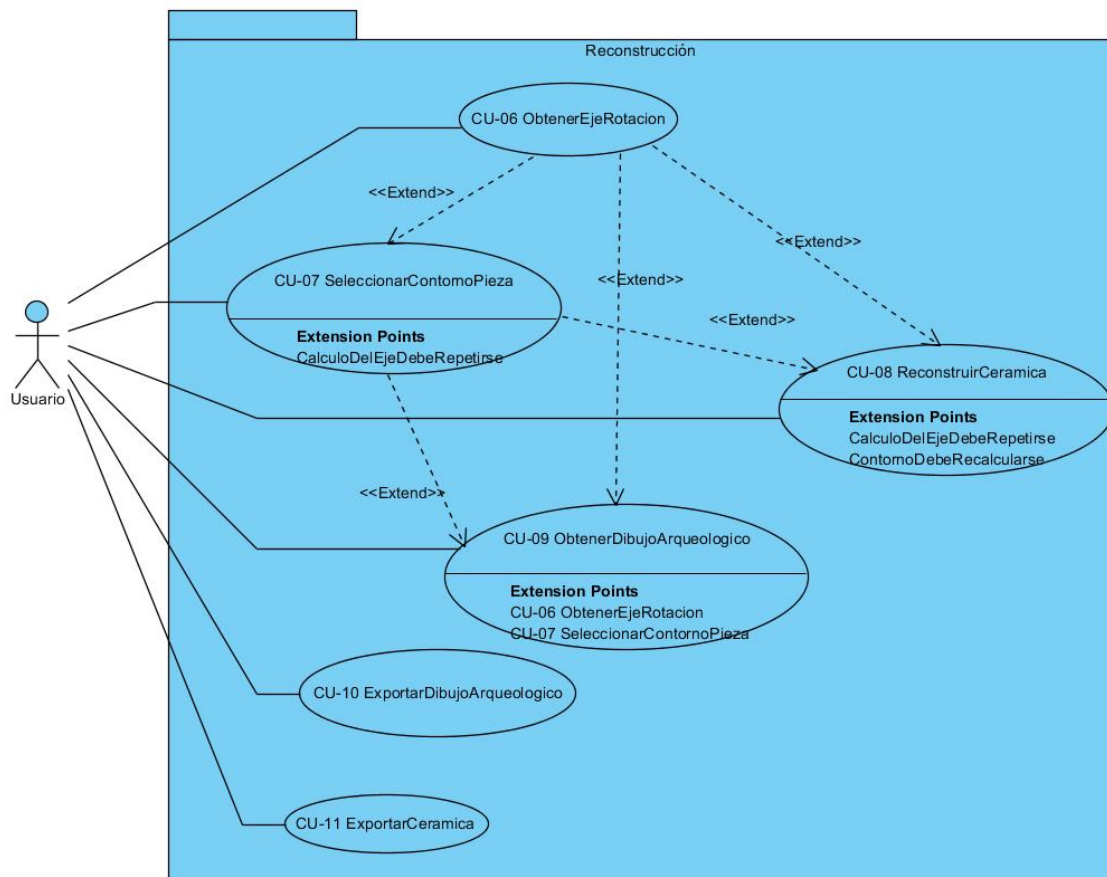 Reconstrucción
CU-06 ObtenerEjeRotacion
<<Extend>>
<<Extend>>
<<Extend>>
CU-07 SeleccionarContornoPieza
Extension Points
CalculoDelEjeDebeRepetirse
<<Extend>>
Usuario
CU-08 ReconstruirCeramica
Extension Points
CalculoDelEjeDebeRepetirse
ContornoDebeRecalcularse
<<Extend>>
CU-09 ObtenerDibujoArqueologico
Extension Points
CU-06 ObtenerEjeRotacion
CU-07 SeleccionarContornoPieza
CU-10 ExportarDibujoArqueologico
CU-11 ExportarCeramica